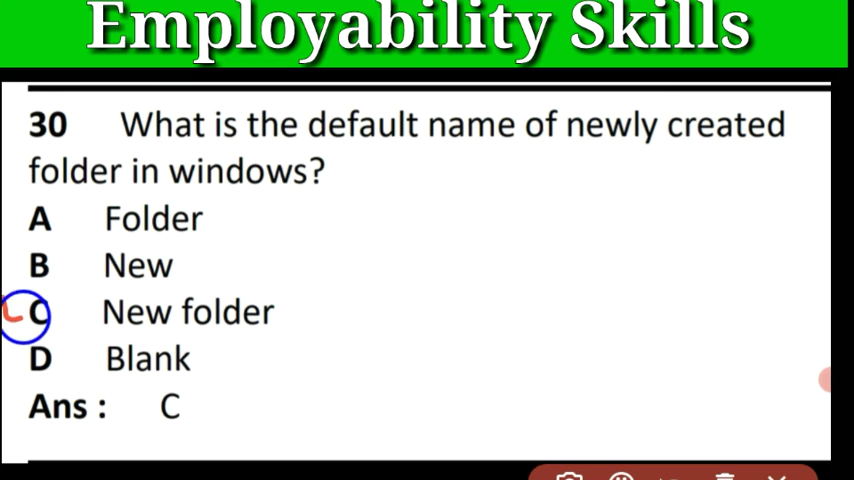 Employability Skills
30 What is the default name of newly created
folder in windows?
A Folder
B New
C New folder
D Blank
Ans : C